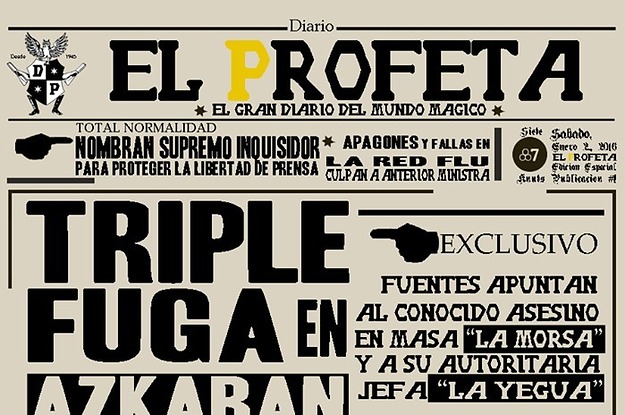 Diario
EL PROFETA
EL GRAN DIARIO DEL MUNDO MAGICO
Desde
D P
TOTAL NORMALIDAD
NOMBRAN SUPREMO INQUISIDOR
PARA PROTEGER LA LIBERTAD DE PRENSA
APAGONES Y FALLAS EN
LA RED FLU
CULPAN A ANTERIOR MINISTRA
Siete
Knuts
Sabado,
Enero 2, 2016
EL PROFETA
Edicion Especial
Publicacion #1
TRIPLE
FUGA EN
AZKABAN
EXCLUSIVO
FUENTES APUNTAN
AL CONOCIDO ASESINO
EN MASA “LA MORSA”
Y A SU AUTORITARIA
JEFA “LA YEGUA”